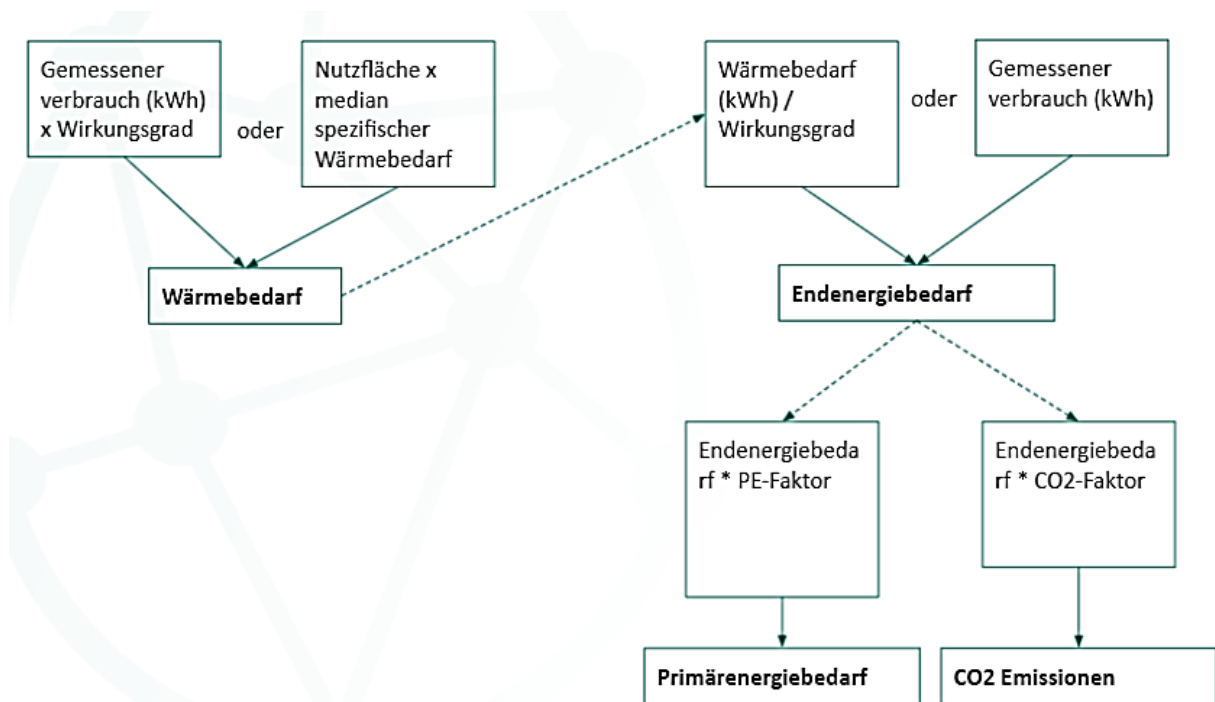 Gemessener
verbrauch (kWh)
x Wirkungsgrad
oder
Nutzfläche x
median
spezifischer
Wärmebedarf
Wärmebedarf
(kWh) /
Wirkungsgrad
oder
Gemessener
verbrauch (kWh)
Wärmebedarf
Endenergiebedarf
Endenergiebeda
rf * PE-Faktor
Endenergiebeda
rf * CO2-Faktor
Primärenergiebedarf
CO2 Emissionen